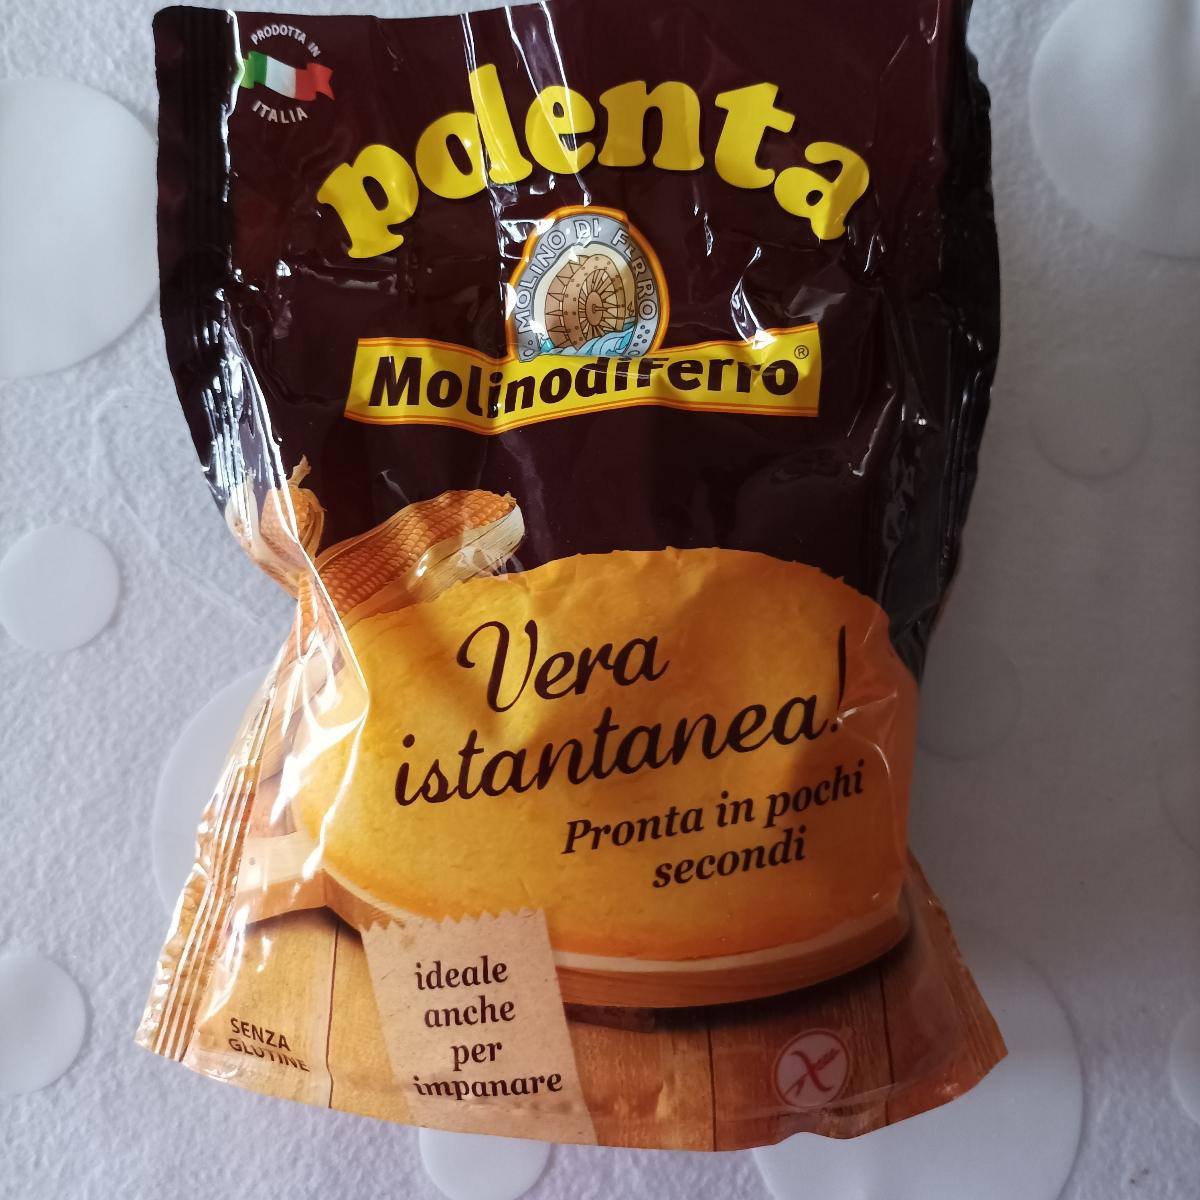 PRODOTTA IN
ITALIA
polenta
MOLINO DI FERRO
MolinodiFerro®
Vera
istantanea!
Pronta in pochi
secondi
ideale
anche
per
impanare
SENZA
GLUTINE